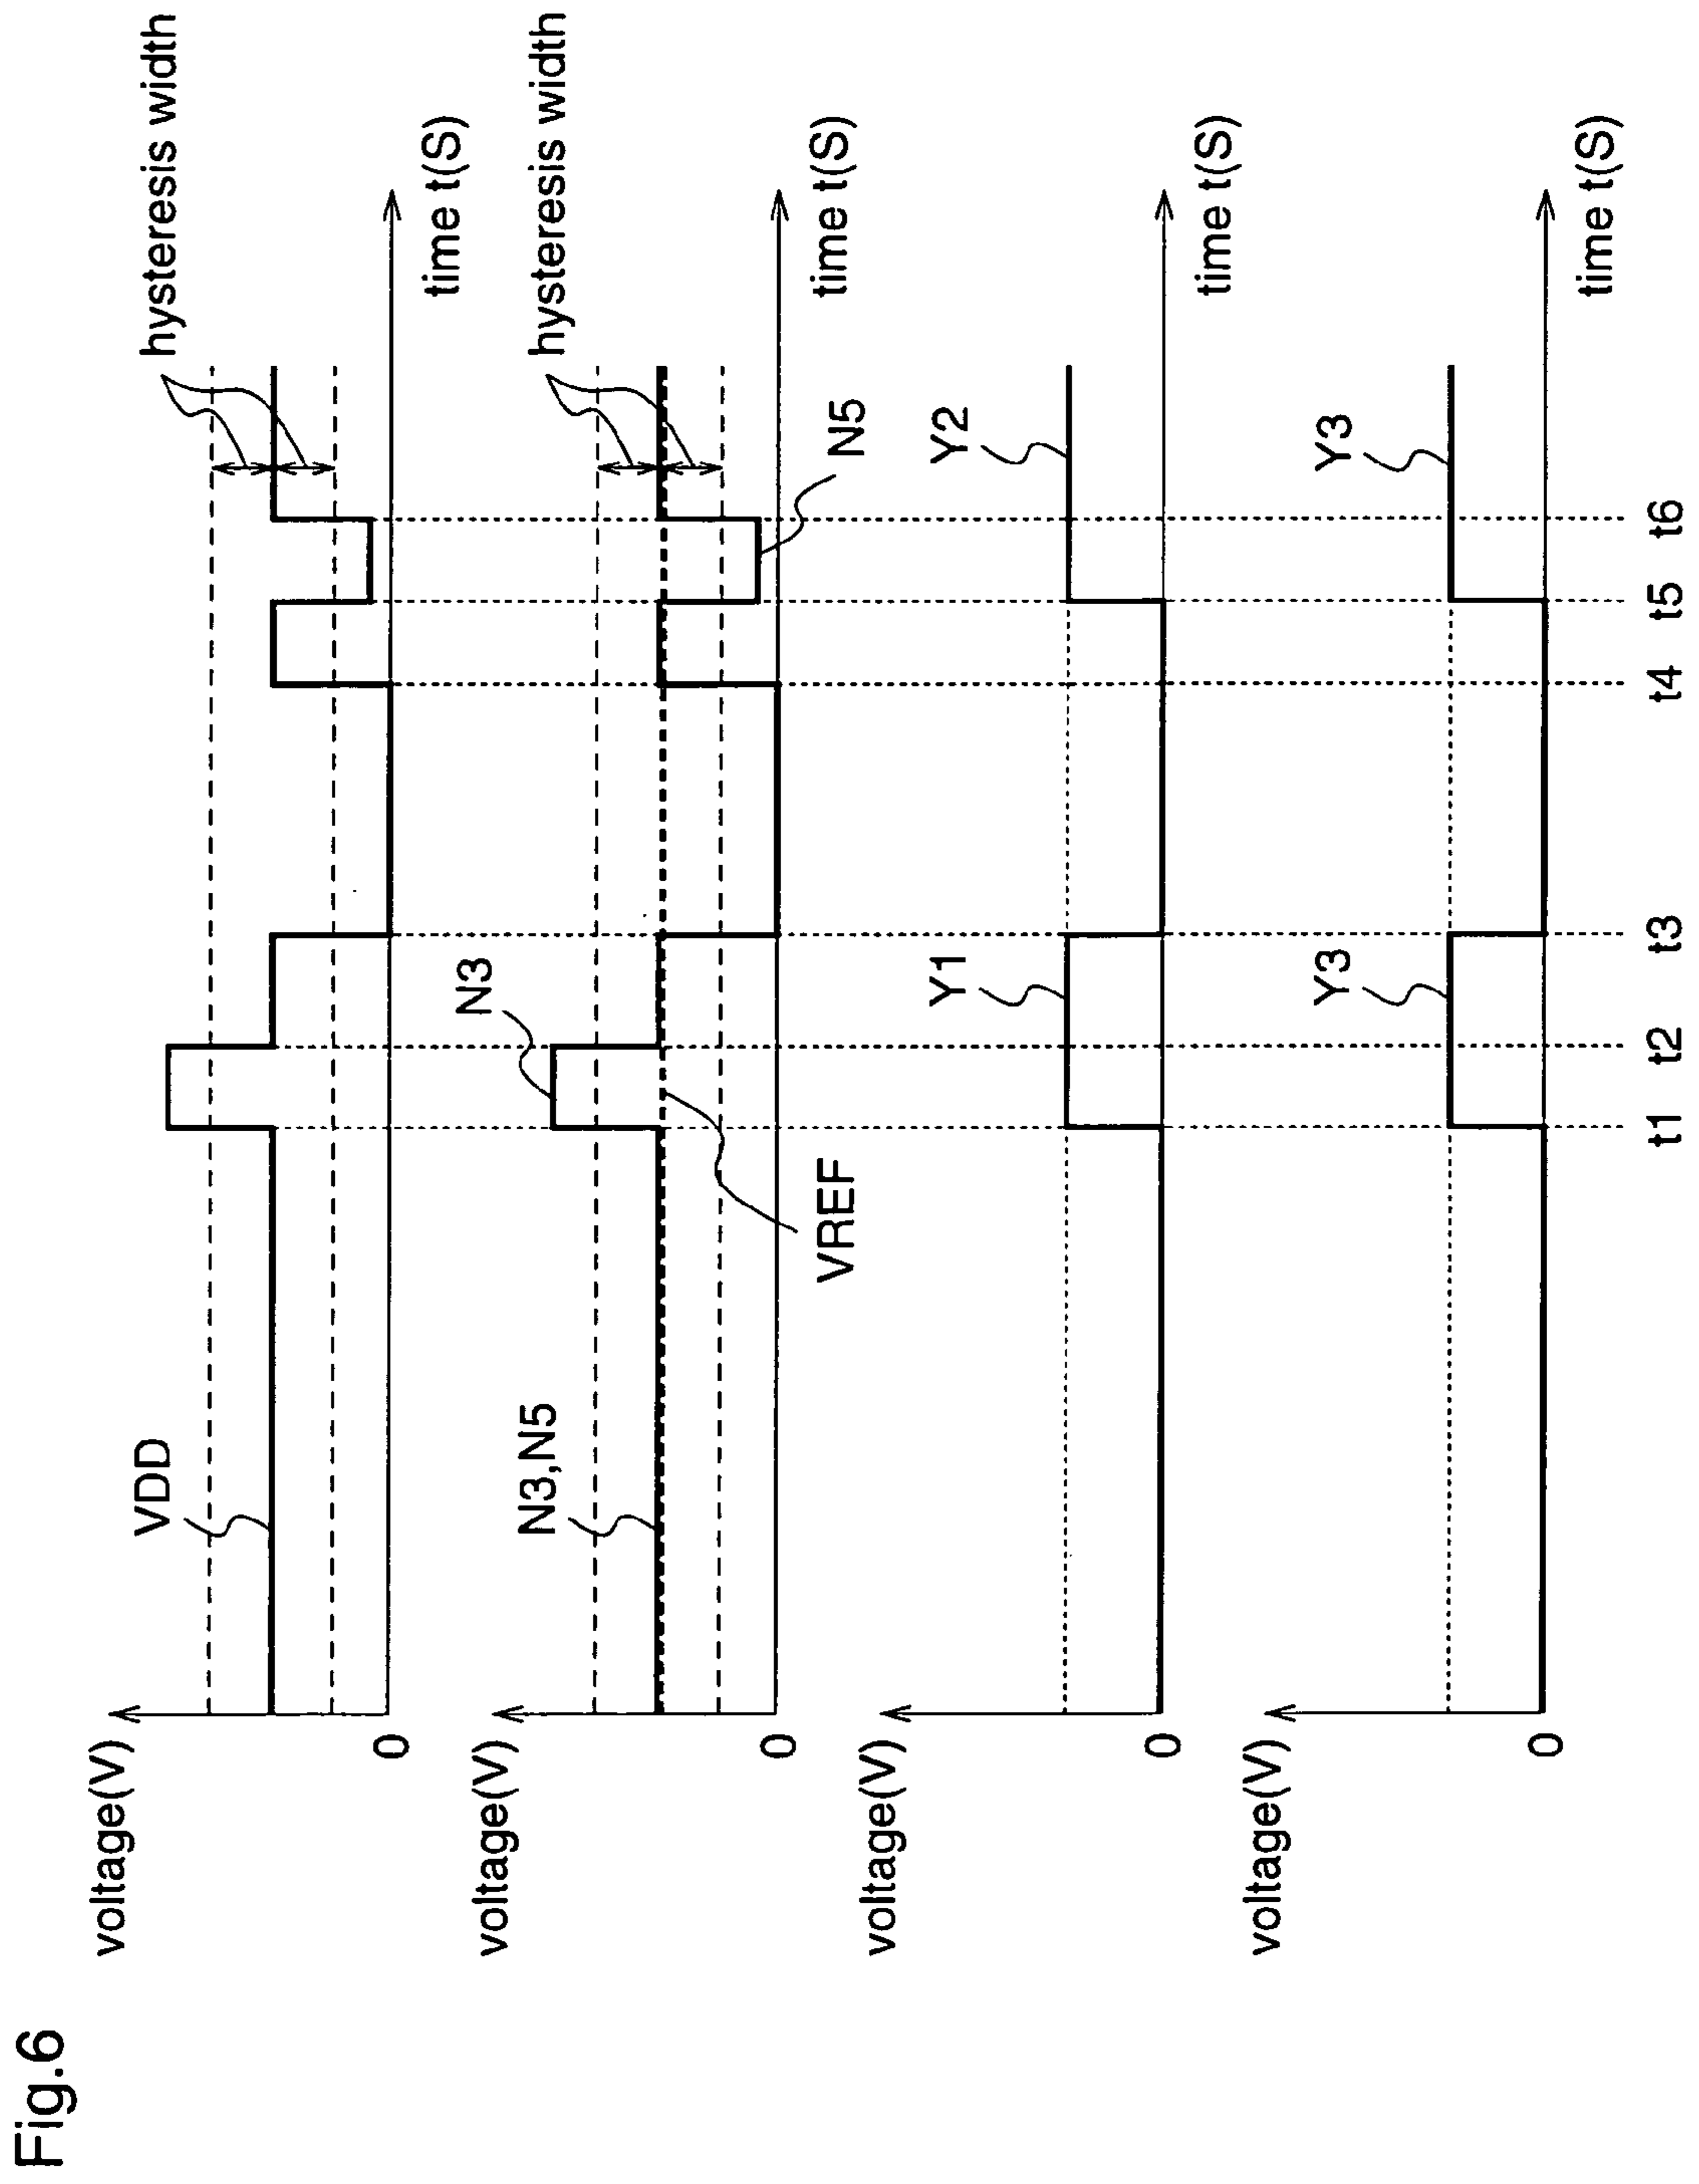 Fig.6
voltage(V)
VDD
hysteresis width
0
time t(S)
voltage(V)
N3,N5
N3
hysteresis width
VREF
N5
0
time t(S)
voltage(V)
Y1
Y2
0
time t(S)
voltage(V)
Y3
Y3
0
time t(S)
t1 t2 t3 t4 t5 t6